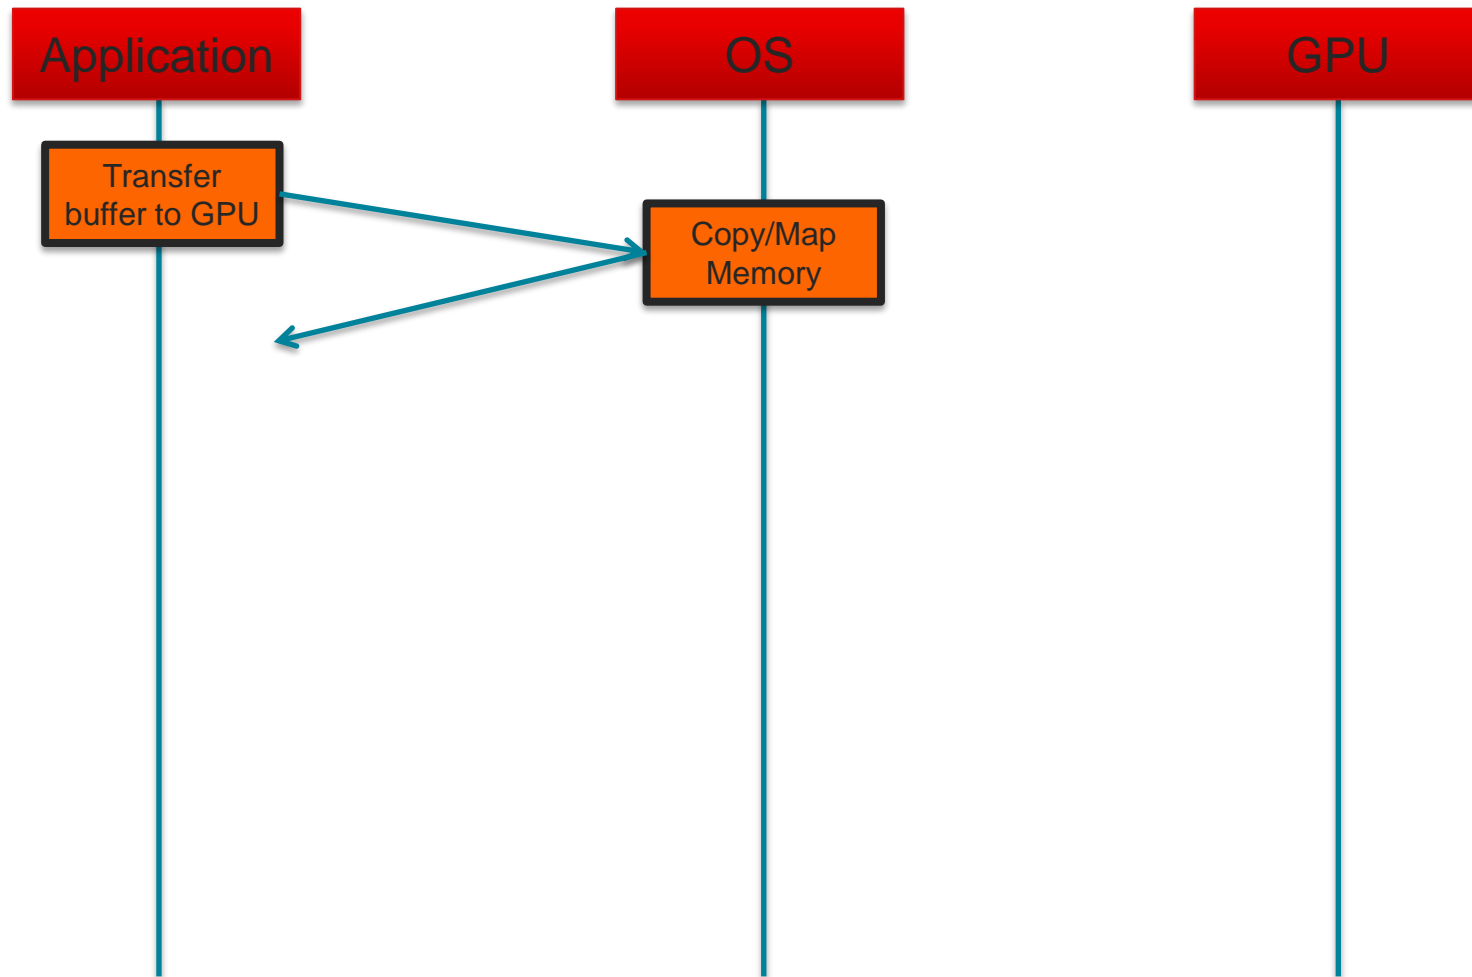 Application
OS
GPU
Transfer
buffer to GPU
Copy/Map
Memory